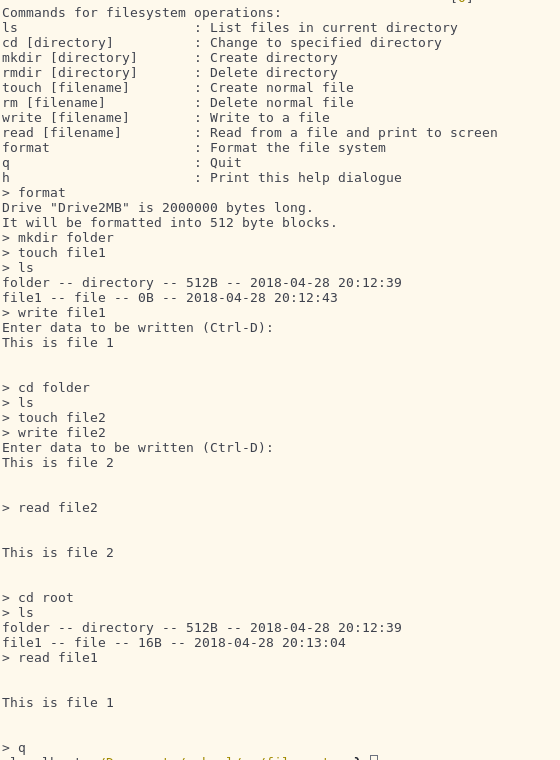 Commands for filesystem operations:
ls                      : List files in current directory
cd [directory]          : Change to specified directory
mkdir [directory]       : Create directory
rmdir [directory]       : Delete directory
touch [filename]        : Create normal file
rm [filename]           : Delete normal file
write [filename]        : Write to a file
read [filename]         : Read from a file and print to screen
format                  : Format the file system
q                       : Quit
h                       : Print this help dialogue
> format
Drive "Drive2MB" is 2000000 bytes long.
It will be formatted into 512 byte blocks.
> mkdir folder
> touch file1
> ls
folder -- directory -- 512B -- 2018-04-28 20:12:39
file1 -- file -- 0B -- 2018-04-28 20:12:43
> write file1
Enter data to be written (Ctrl-D):
This is file 1
> cd folder
> ls
> touch file2
> write file2
Enter data to be written (Ctrl-D):
This is file 2
> read file2
This is file 2
> cd root
> ls
folder -- directory -- 512B -- 2018-04-28 20:12:39
file1 -- file -- 16B -- 2018-04-28 20:13:04
> read file1
This is file 1
> q